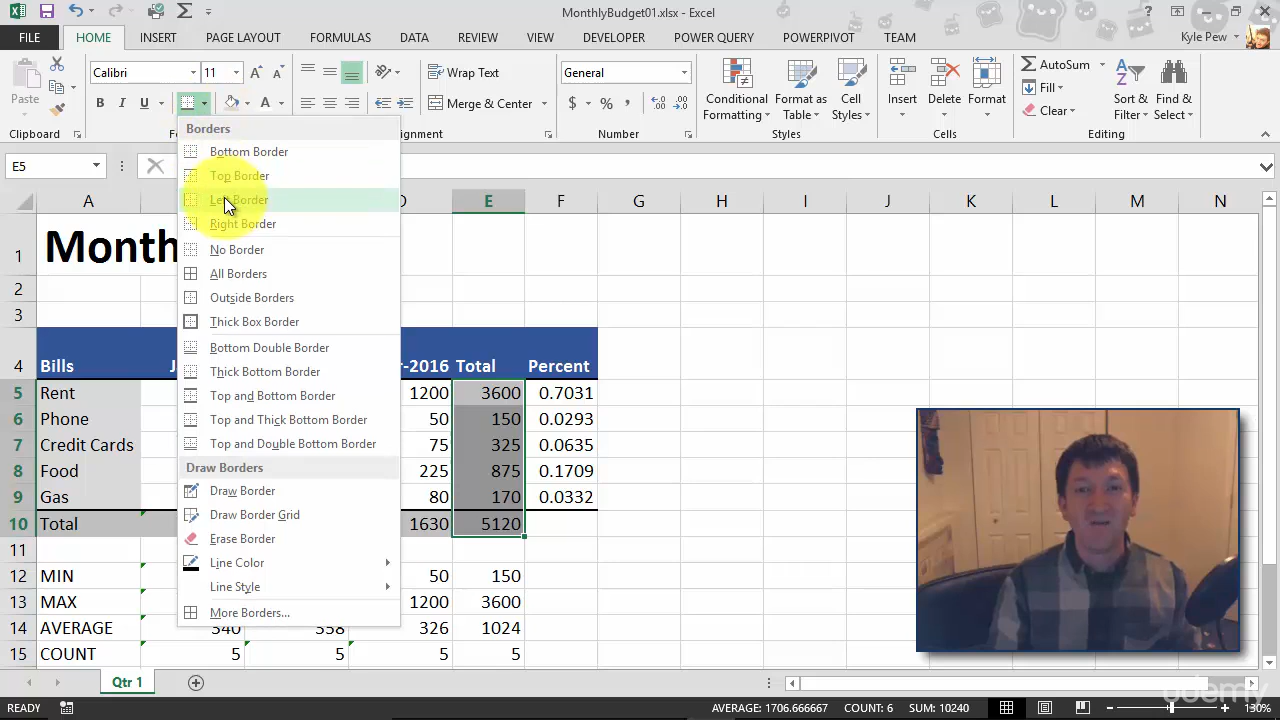 MonthlyBudget01.xlsx - Excel
FILE
HOME
INSERT
PAGE LAYOUT
FORMULAS
DATA
REVIEW
VIEW
DEVELOPER
POWER QUERY
POWERPIVOT
TEAM
Kyle Pew
Paste
Calibri
11
A A
Wrap Text
General
B I U
A
Merge & Center
$ % ,
Conditional Formatting
Format as Table
Cell Styles
Insert
Delete
Format
AutoSum
Fill
Clear
Sort & Filter
Find & Select
Clipboard
Styles
Cells
Editing
E5
Borders
Bottom Border
Top Border
Left Border
Right Border
No Border
All Borders
Outside Borders
Thick Box Border
Bottom Double Border
Thick Bottom Border
Top and Bottom Border
Top and Thick Bottom Border
Top and Double Bottom Border
Draw Borders
Draw Border
Draw Border Grid
Erase Border
Line Color
Line Style
More Borders...
A E F G H I J K L M N
1
2
3
4 Bills Total Percent
5 Rent 1200 3600 0.7031
6 Phone 50 150 0.0293
7 Credit Cards 75 325 0.0635
8 Food 225 875 0.1709
9 Gas 80 170 0.0332
10 Total 1630 5120
11
12 MIN 50 150
13 MAX 1200 3600
14 AVERAGE 340 358 326 1024
15 COUNT 5 5 5 5
Qtr 1
READY
AVERAGE: 1706.666667 COUNT: 6 SUM: 10240
130%
udemy